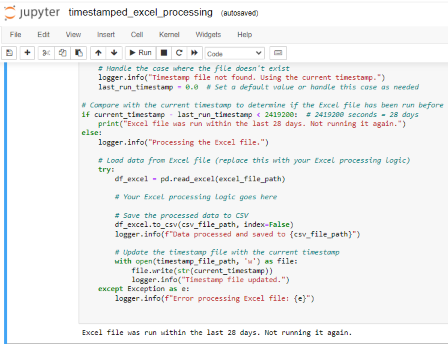 jupyter timestamped_excel_processing (autosaved)
File Edit View Insert Cell Kernel Widgets Help
Run Code
# Handle the case where the file doesn't exist
logger.info("Timestamp file not found. Using the current timestamp.")
last_run_timestamp = 0.0 # Set a default value or handle this case as needed
# Compare with the current timestamp to determine if the Excel file has been run before
if current_timestamp - last_run_timestamp < 2419200: # 2419200 seconds = 28 days
print("Excel file was run within the last 28 days. Not running it again.")
else:
logger.info("Processing the Excel file.")
# Load data from Excel file (replace this with your Excel processing logic)
try:
df_excel = pd.read_excel(excel_file_path)
# Your Excel processing logic goes here
# Save the processed data to CSV
df_excel.to_csv(csv_file_path, index=False)
logger.info(f"Data processed and saved to {csv_file_path}")
# Update the timestamp file with the current timestamp
with open(timestamp_file_path, 'w') as file:
file.write(str(current_timestamp))
logger.info("Timestamp file updated.")
except Exception as e:
logger.info(f"Error processing Excel file: {e}")
Excel file was run within the last 28 days. Not running it again.